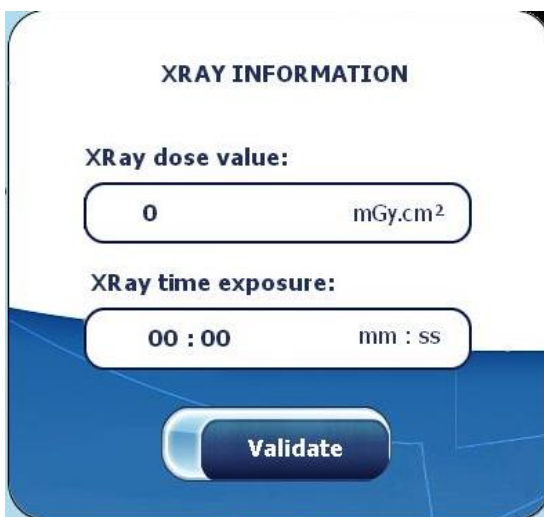 XRAY INFORMATION
XRay dose value:
0 mGy.cm²
XRay time exposure:
00 : 00 mm : ss
Validate